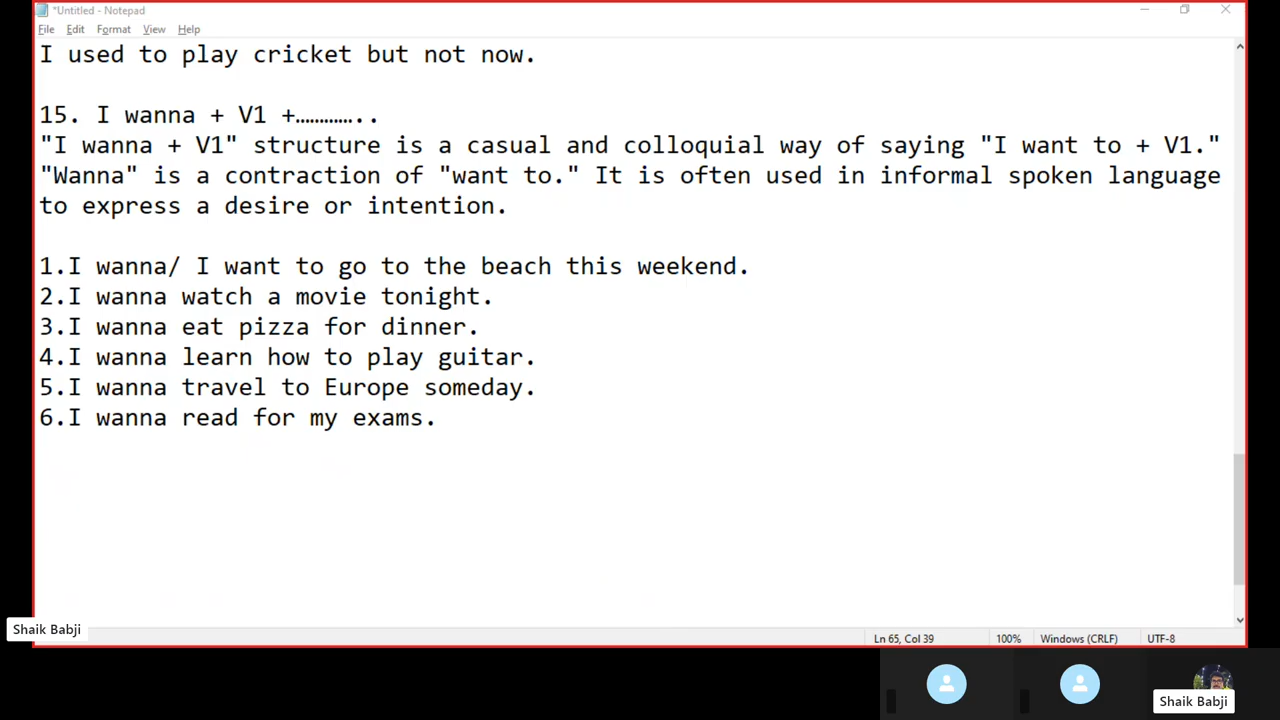 *Untitled - Notepad
File Edit Format View Help
I used to play cricket but not now.
15. I wanna + V1 +…………..
"I wanna + V1" structure is a casual and colloquial way of saying "I want to + V1."
"Wanna" is a contraction of "want to." It is often used in informal spoken language
to express a desire or intention.
1.I wanna/ I want to go to the beach this weekend.
2.I wanna watch a movie tonight.
3.I wanna eat pizza for dinner.
4.I wanna learn how to play guitar.
5.I wanna travel to Europe someday.
6.I wanna read for my exams.
Shaik Babji
Ln 65, Col 39 100% Windows (CRLF) UTF-8
Shaik Babji